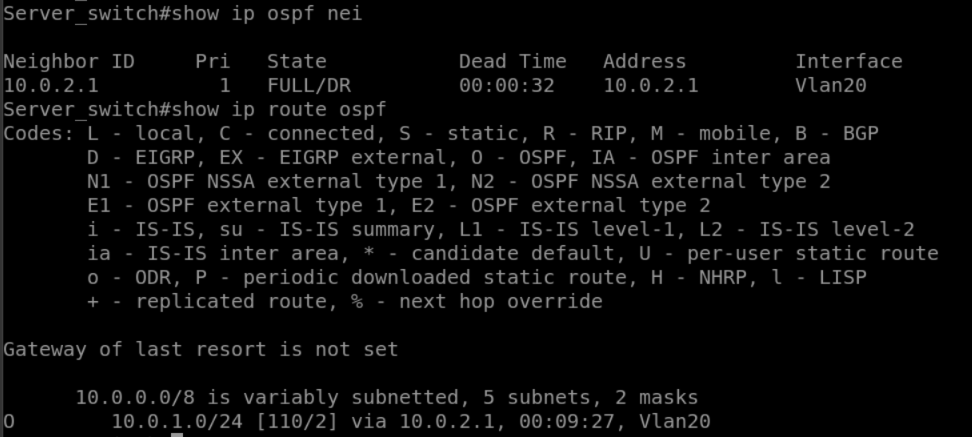 Server_switch#show ip ospf nei
Neighbor ID     Pri   State           Dead Time   Address         Interface
10.0.2.1          1   FULL/DR         00:00:32    10.0.2.1        Vlan20
Server_switch#show ip route ospf
Codes: L - local, C - connected, S - static, R - RIP, M - mobile, B - BGP
       D - EIGRP, EX - EIGRP external, O - OSPF, IA - OSPF inter area
       N1 - OSPF NSSA external type 1, N2 - OSPF NSSA external type 2
       E1 - OSPF external type 1, E2 - OSPF external type 2
       i - IS-IS, su - IS-IS summary, L1 - IS-IS level-1, L2 - IS-IS level-2
       ia - IS-IS inter area, * - candidate default, U - per-user static route
       o - ODR, P - periodic downloaded static route, H - NHRP, l - LISP
       + - replicated route, % - next hop override
Gateway of last resort is not set
      10.0.0.0/8 is variably subnetted, 5 subnets, 2 masks
O        10.0.1.0/24 [110/2] via 10.0.2.1, 00:09:27, Vlan20